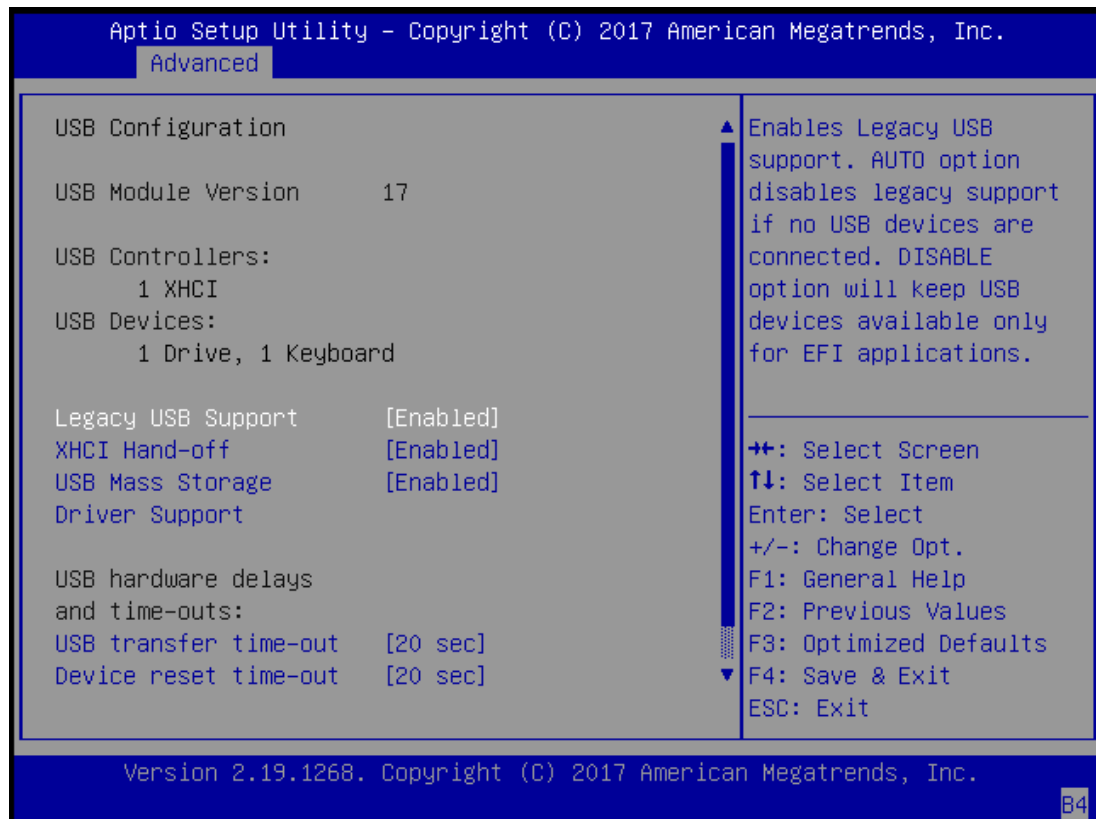 Aptio Setup Utility – Copyright (C) 2017 American Megatrends, Inc.
Advanced
USB Configuration
USB Module Version 17
USB Controllers:
1 XHCI
USB Devices:
1 Drive, 1 Keyboard
Legacy USB Support [Enabled]
XHCI Hand-off [Enabled]
USB Mass Storage [Enabled]
Driver Support
USB hardware delays
and time-outs:
USB transfer time-out [20 sec]
Device reset time-out [20 sec]
Enables Legacy USB
support. AUTO option
disables legacy support
if no USB devices are
connected. DISABLE
option will keep USB
devices available only
for EFI applications.
→←: Select Screen
↑↓: Select Item
Enter: Select
+/-: Change Opt.
F1: General Help
F2: Previous Values
F3: Optimized Defaults
F4: Save & Exit
ESC: Exit
Version 2.19.1268. Copyright (C) 2017 American Megatrends, Inc.
B4